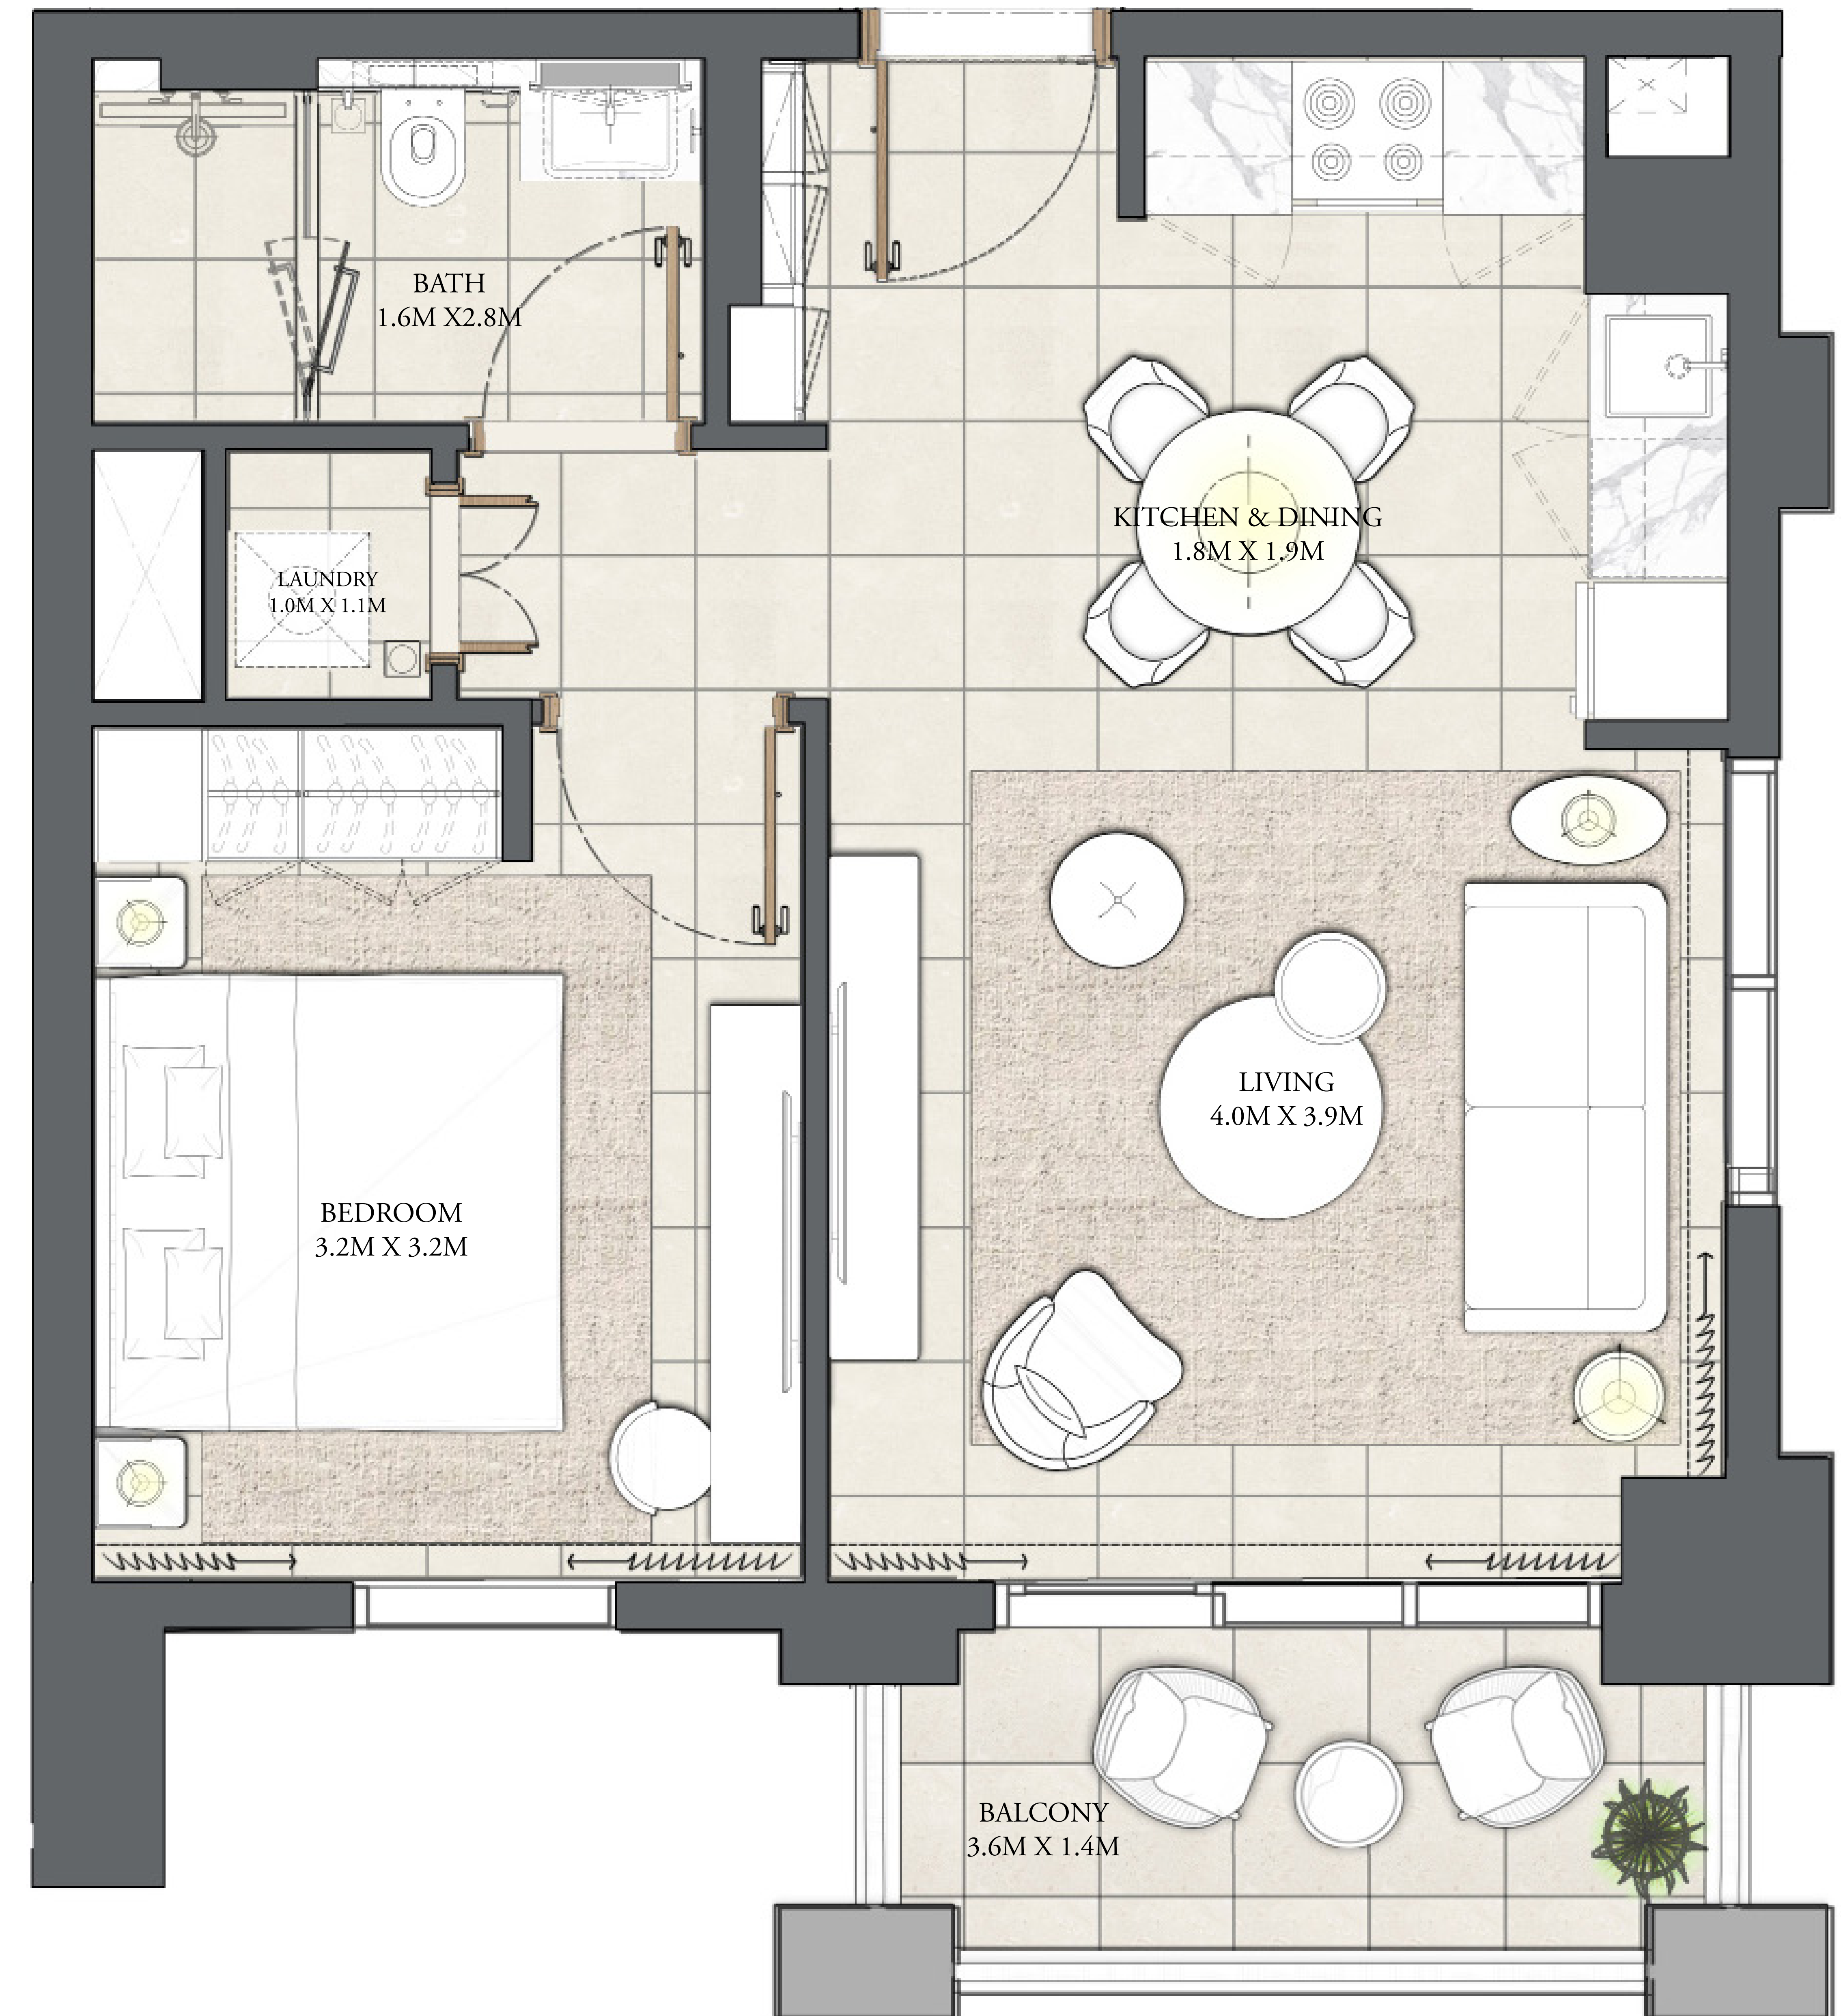 BATH
1.6M X2.8M
KITCHEN & DINING
1.8M X 1.9M
LAUNDRY
1.0M X 1.1M
LIVING
4.0M X 3.9M
BEDROOM
3.2M X 3.2M
BALCONY
3.6M X 1.4M